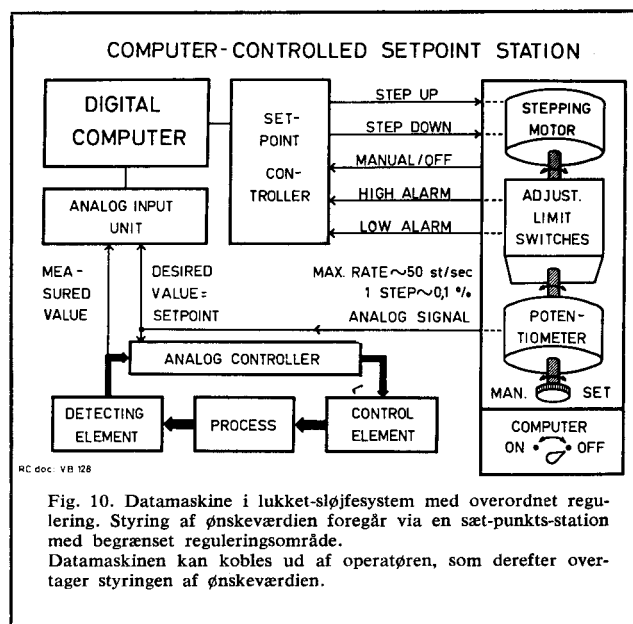 COMPUTER-CONTROLLED SETPOINT STATION
DIGITAL
COMPUTER
SET-
POINT
CON-
TROLLER
STEP UP
STEP DOWN
MANUAL/OFF
HIGH ALARM
LOW ALARM
STEPPING
MOTOR
ADJUST.
LIMIT
SWITCHES
ANALOG INPUT
UNIT
MEA-
SURED
VALUE
DESIRED
VALUE=
SETPOINT
MAX. RATE~50 st/sec
1 STEP~0,1 %
ANALOG SIGNAL
POTEN-
TIOMETER
MAN. SET
ANALOG CONTROLLER
DETECTING
ELEMENT
PROCESS
CONTROL
ELEMENT
COMPUTER
ON OFF
RC doc: VB 128
Fig. 10. Datamaskine i lukket-sløjfesystem med overordnet regu-
lering. Styring af ønskeværdien foregår via en sæt-punkts-station
med begrænset reguleringsområde.
Datamaskinen kan kobles ud af operatøren, som derefter over-
tager styringen af ønskeværdien.